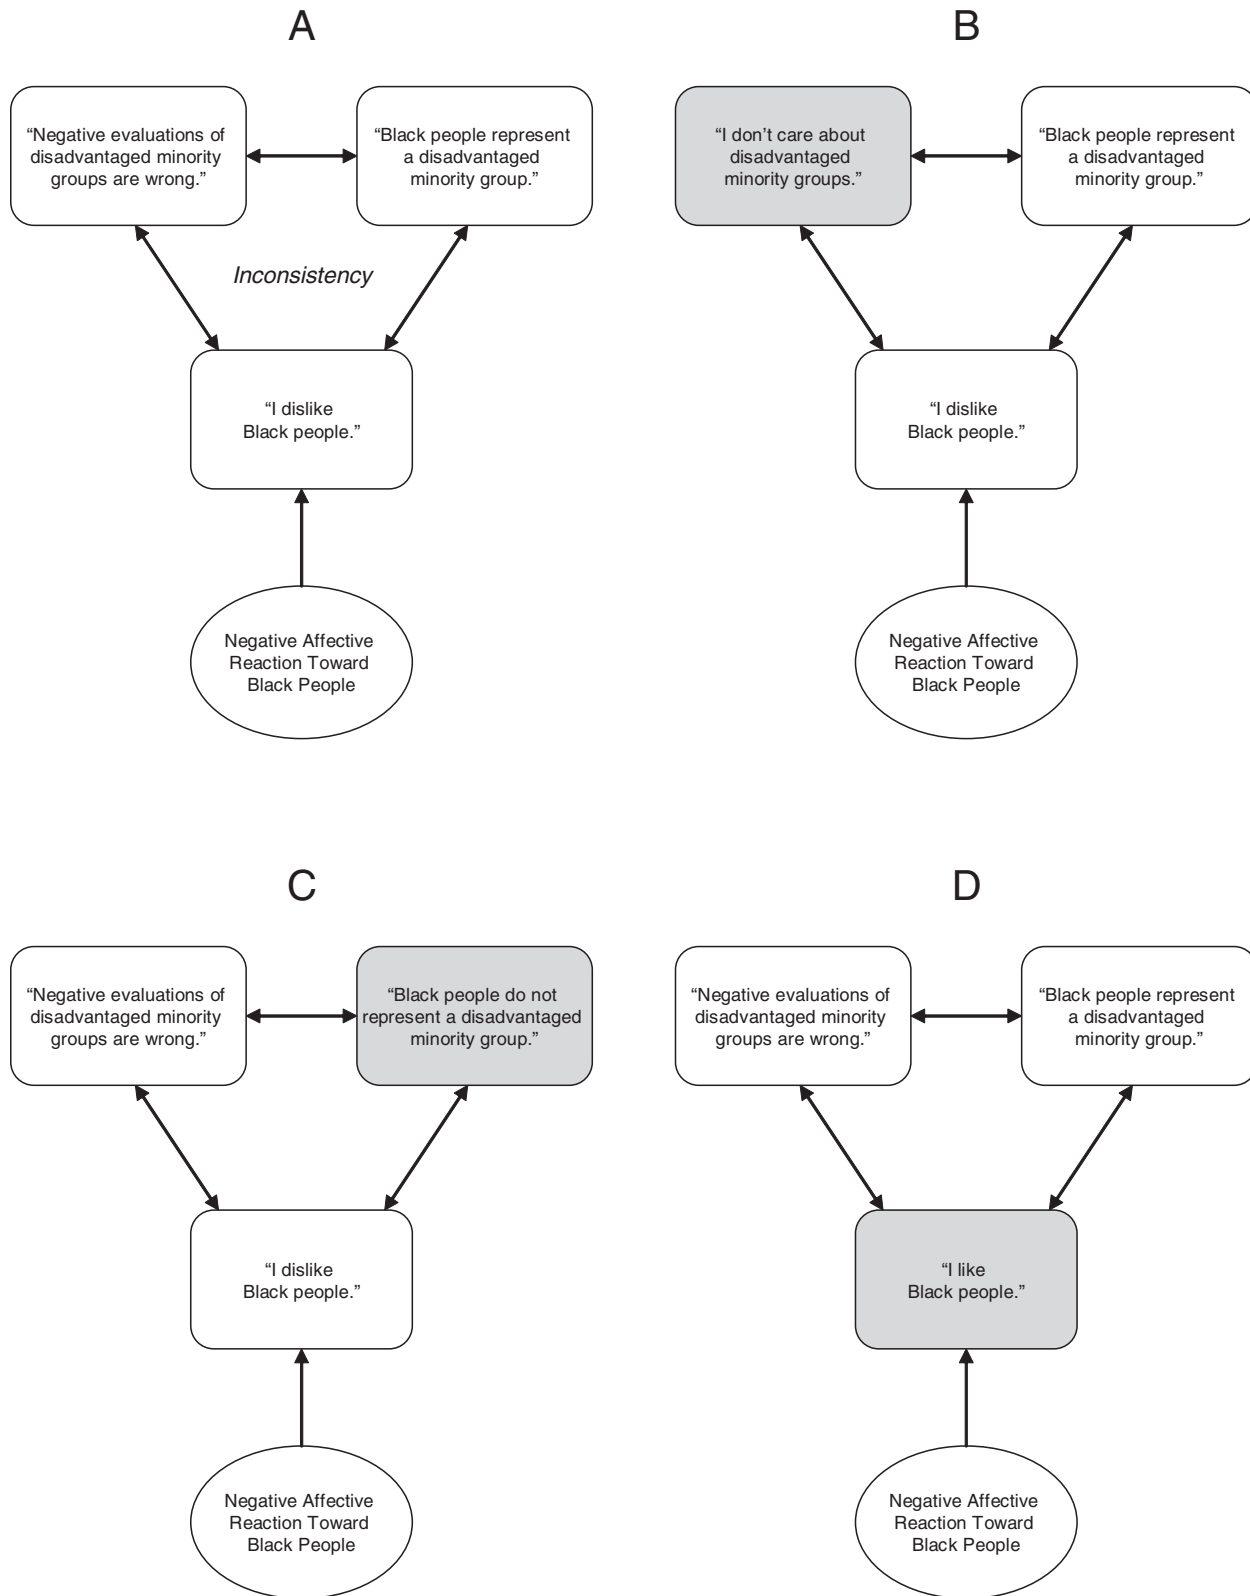 A
“Negative evaluations of
disadvantaged minority
groups are wrong.”
“Black people represent
a disadvantaged
minority group.”
Inconsistency
“I dislike
Black people.”
Negative Affective
Reaction Toward
Black People
B
“I don’t care about
disadvantaged
minority groups.”
“Black people represent
a disadvantaged
minority group.”
“I dislike
Black people.”
Negative Affective
Reaction Toward
Black People
C
“Negative evaluations of
disadvantaged minority
groups are wrong.”
“Black people do not
represent a disadvantaged
minority group.”
“I dislike
Black people.”
Negative Affective
Reaction Toward
Black People
D
“Negative evaluations of
disadvantaged minority
groups are wrong.”
“Black people represent
a disadvantaged
minority group.”
“I like
Black people.”
Negative Affective
Reaction Toward
Black People